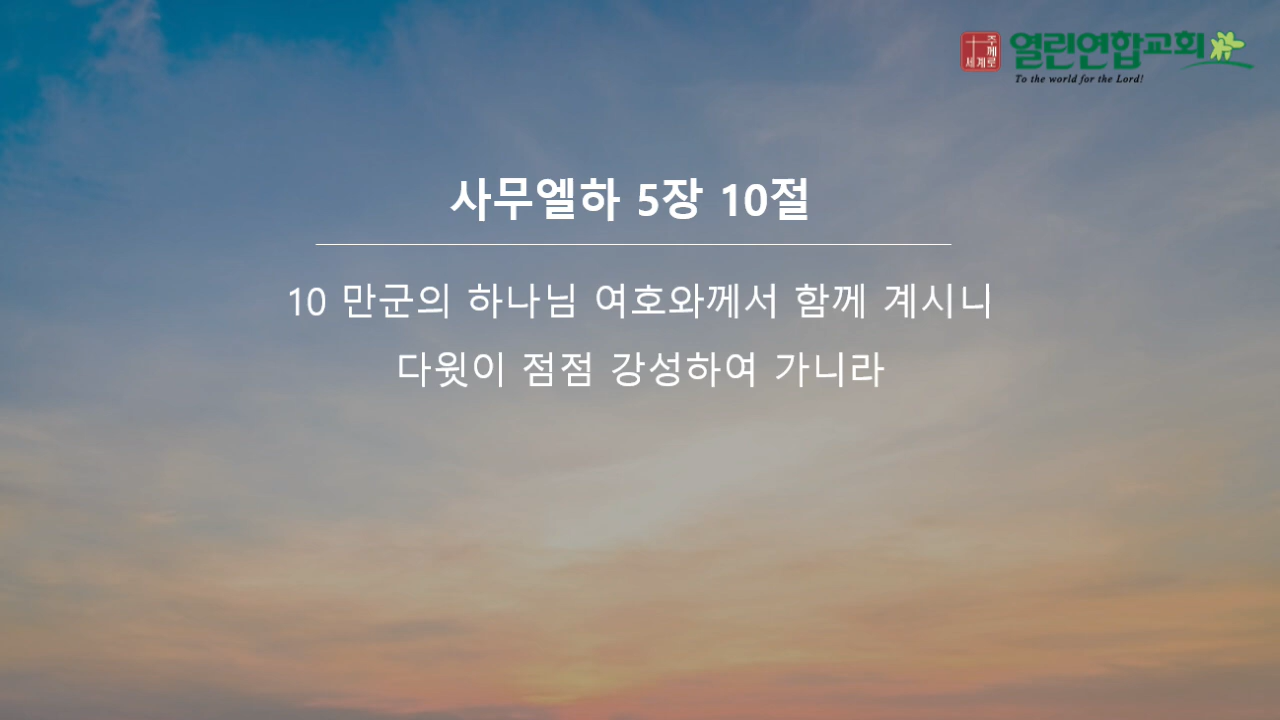 주께
세계로
열린연합교회
To the world for the Lord!
사무엘하 5장 10절
10 만군의 하나님 여호와께서 함께 계시니
다윗이 점점 강성하여 가니라